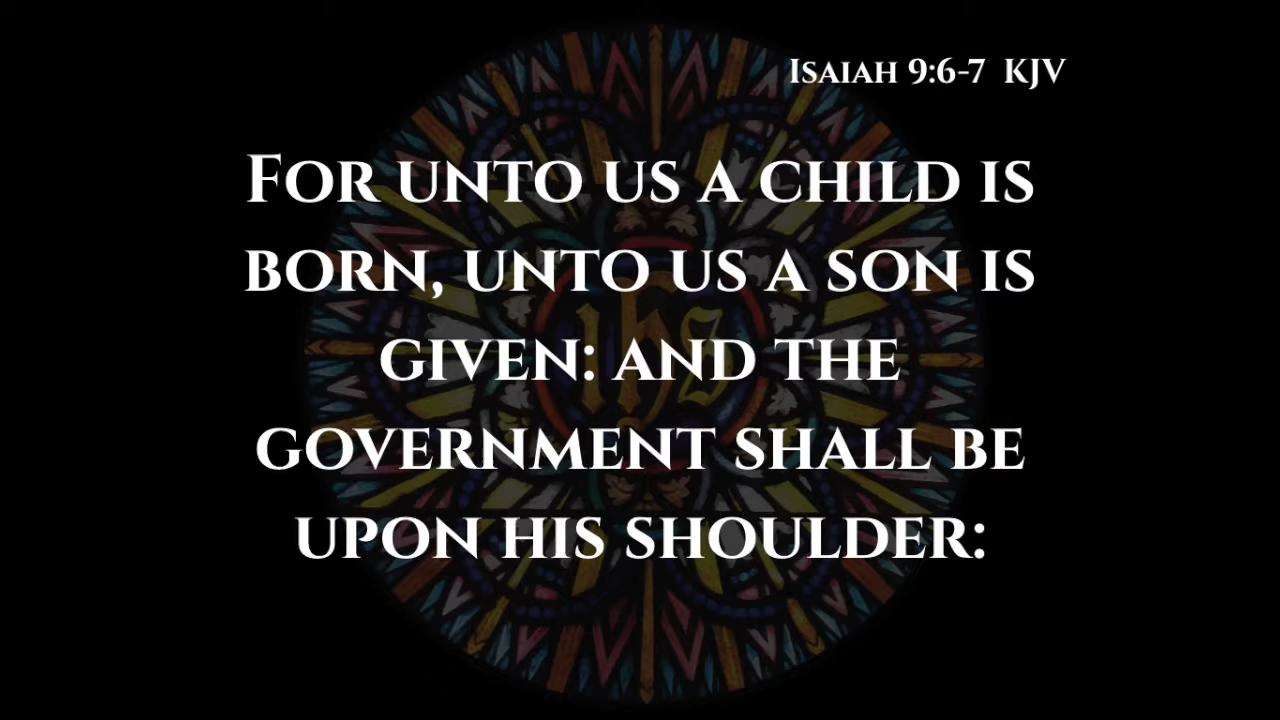 Isaiah 9:6-7 KJV
For unto us a child is
born, unto us a son is
given: and the
government shall be
upon his shoulder:
ihs